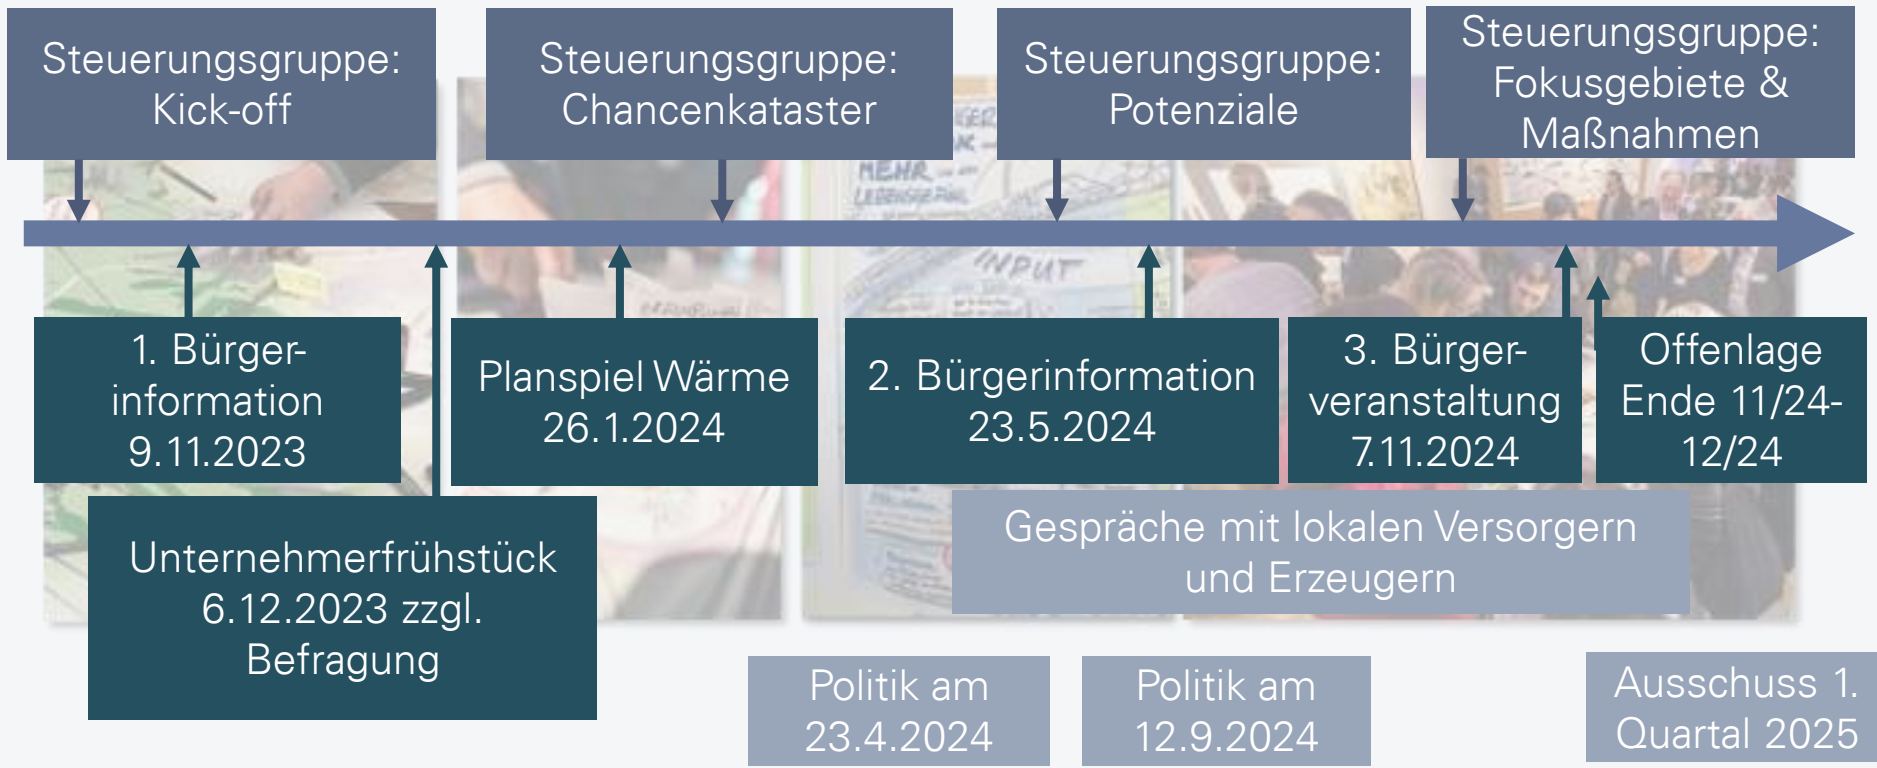 Steuerungsgruppe:
Kick-off
Steuerungsgruppe:
Chancenkataster
Steuerungsgruppe:
Potenziale
Steuerungsgruppe:
Fokusgebiete &
Maßnahmen
MEHR
INPUT
1. Bürger-
information
9.11.2023
Planspiel Wärme
26.1.2024
2. Bürgerinformation
23.5.2024
3. Bürger-
veranstaltung
7.11.2024
Offenlage
Ende 11/24-
12/24
Unternehmerfrühstück
6.12.2023 zzgl.
Befragung
Gespräche mit lokalen Versorgern
und Erzeugern
Politik am
23.4.2024
Politik am
12.9.2024
Ausschuss 1.
Quartal 2025